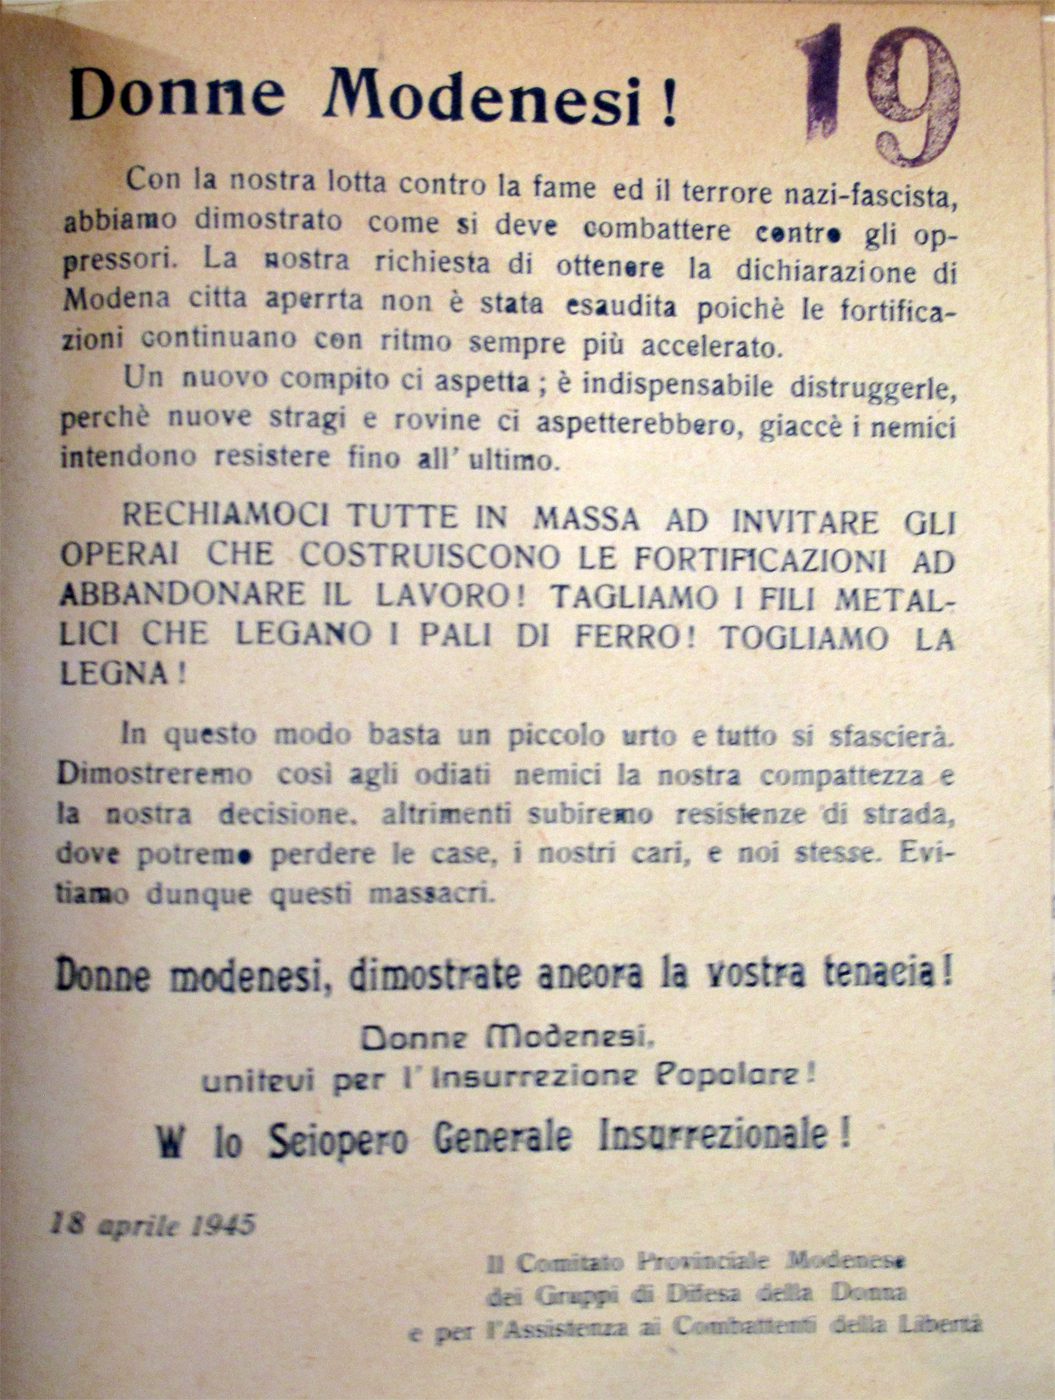 19
Donne Modenesi !
Con la nostra lotta contro la fame ed il terrore nazi-fascista,
abbiamo dimostrato come si deve combattere contro gli op-
pressori. La nostra richiesta di ottenere la dichiarazione di
Modena citta aperrta non è stata esaudita poichè le fortifica-
zioni continuano con ritmo sempre più accelerato.
Un nuovo compito ci aspetta ; è indispensabile distruggerle,
perchè nuove stragi e rovine ci aspetterebbero, giaccè i nemici
intendono resistere fino all' ultimo.
RECHIAMOCI TUTTE IN MASSA AD INVITARE GLI
OPERAI CHE COSTRUISCONO LE FORTIFICAZIONI AD
ABBANDONARE IL LAVORO! TAGLIAMO I FILI METAL-
LICI CHE LEGANO I PALI DI FERRO! TOGLIAMO LA
LEGNA !
In questo modo basta un piccolo urto e tutto si sfascierà.
Dimostreremo così agli odiati nemici la nostra compattezza e
la nostra decisione. altrimenti subiremo resistenze di strada,
dove potremo perdere le case, i nostri cari, e noi stesse. Evi-
tiamo dunque questi massacri.
Donne modenesi, dimostrate ancora la vostra tenacia!
Donne Modenesi,
unitevi per l'Insurrezione Popolare!
W lo Sciopero Generale Insurrezionale !
18 aprile 1945
Il Comitato Provinciale Modenese
dei Gruppi di Difesa della Donna
e per l'Assistenza ai Combattenti della Libertà